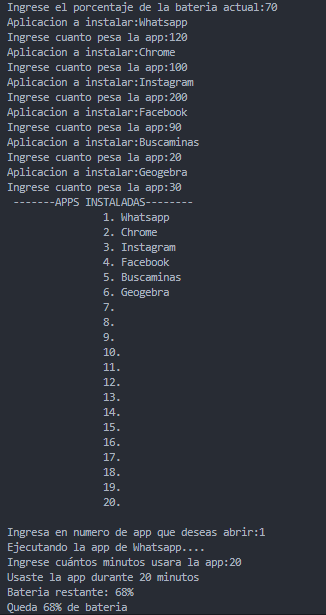 Ingrese el porcentaje de la bateria actual:70
Aplicacion a instalar:Whatsapp
Ingrese cuanto pesa la app:120
Aplicacion a instalar:Chrome
Ingrese cuanto pesa la app:100
Aplicacion a instalar:Instagram
Ingrese cuanto pesa la app:200
Aplicacion a instalar:Facebook
Ingrese cuanto pesa la app:90
Aplicacion a instalar:Buscaminas
Ingrese cuanto pesa la app:20
Aplicacion a instalar:Geogebra
Ingrese cuanto pesa la app:30
-------APPS INSTALADAS--------
1. Whatsapp
2. Chrome
3. Instagram
4. Facebook
5. Buscaminas
6. Geogebra
7.
8.
9.
10.
11.
12.
13.
14.
15.
16.
17.
18.
19.
20.
Ingresa en numero de app que deseas abrir:1
Ejecutando la app de Whatsapp....
Ingrese cuántos minutos usara la app:20
Usaste la app durante 20 minutos
Bateria restante: 68%
Queda 68% de bateria